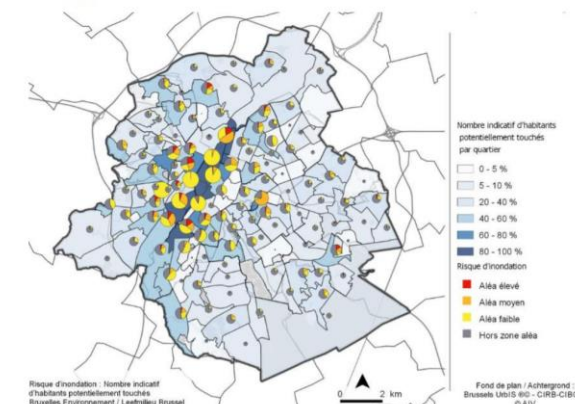 Nombre indicatif d'habitants
potentiellement touchés
par quartier
0 - 5 %
5 - 10 %
20 - 40 %
40 - 60 %
60 - 80 %
80 - 100 %
Risque d'inondation
Aléa élevé
Aléa moyen
Aléa faible
Hors zone aléa
Risque d'inondation : Nombre indicatif
d'habitants potentiellement touchés
Bruxelles Environnement / Leefmilieu Brussel
0 2 km
Fond de plan / Achtergrond :
Brussels UrbIS ®© - CIRB-CIBG